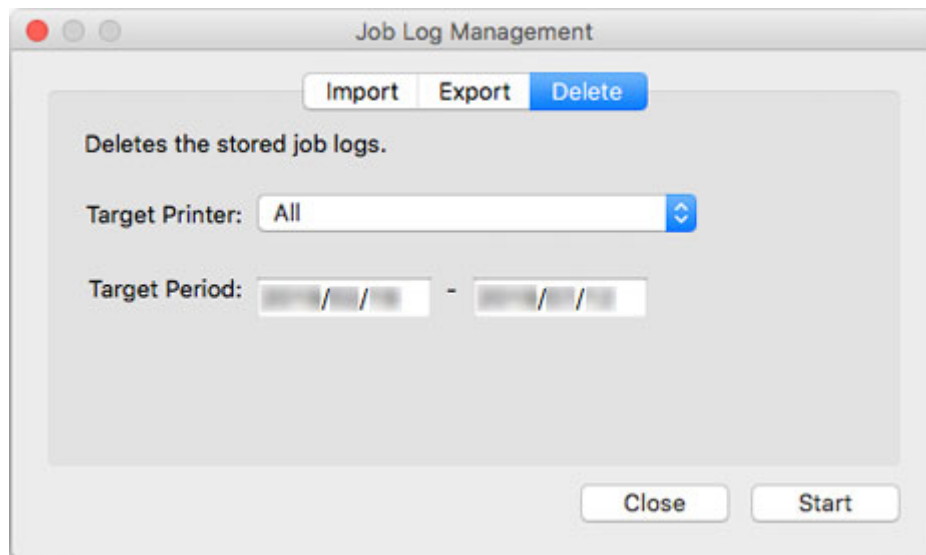 Job Log Management
Import Export Delete
Deletes the stored job logs.
Target Printer: All
Target Period: / / - / /
Close Start